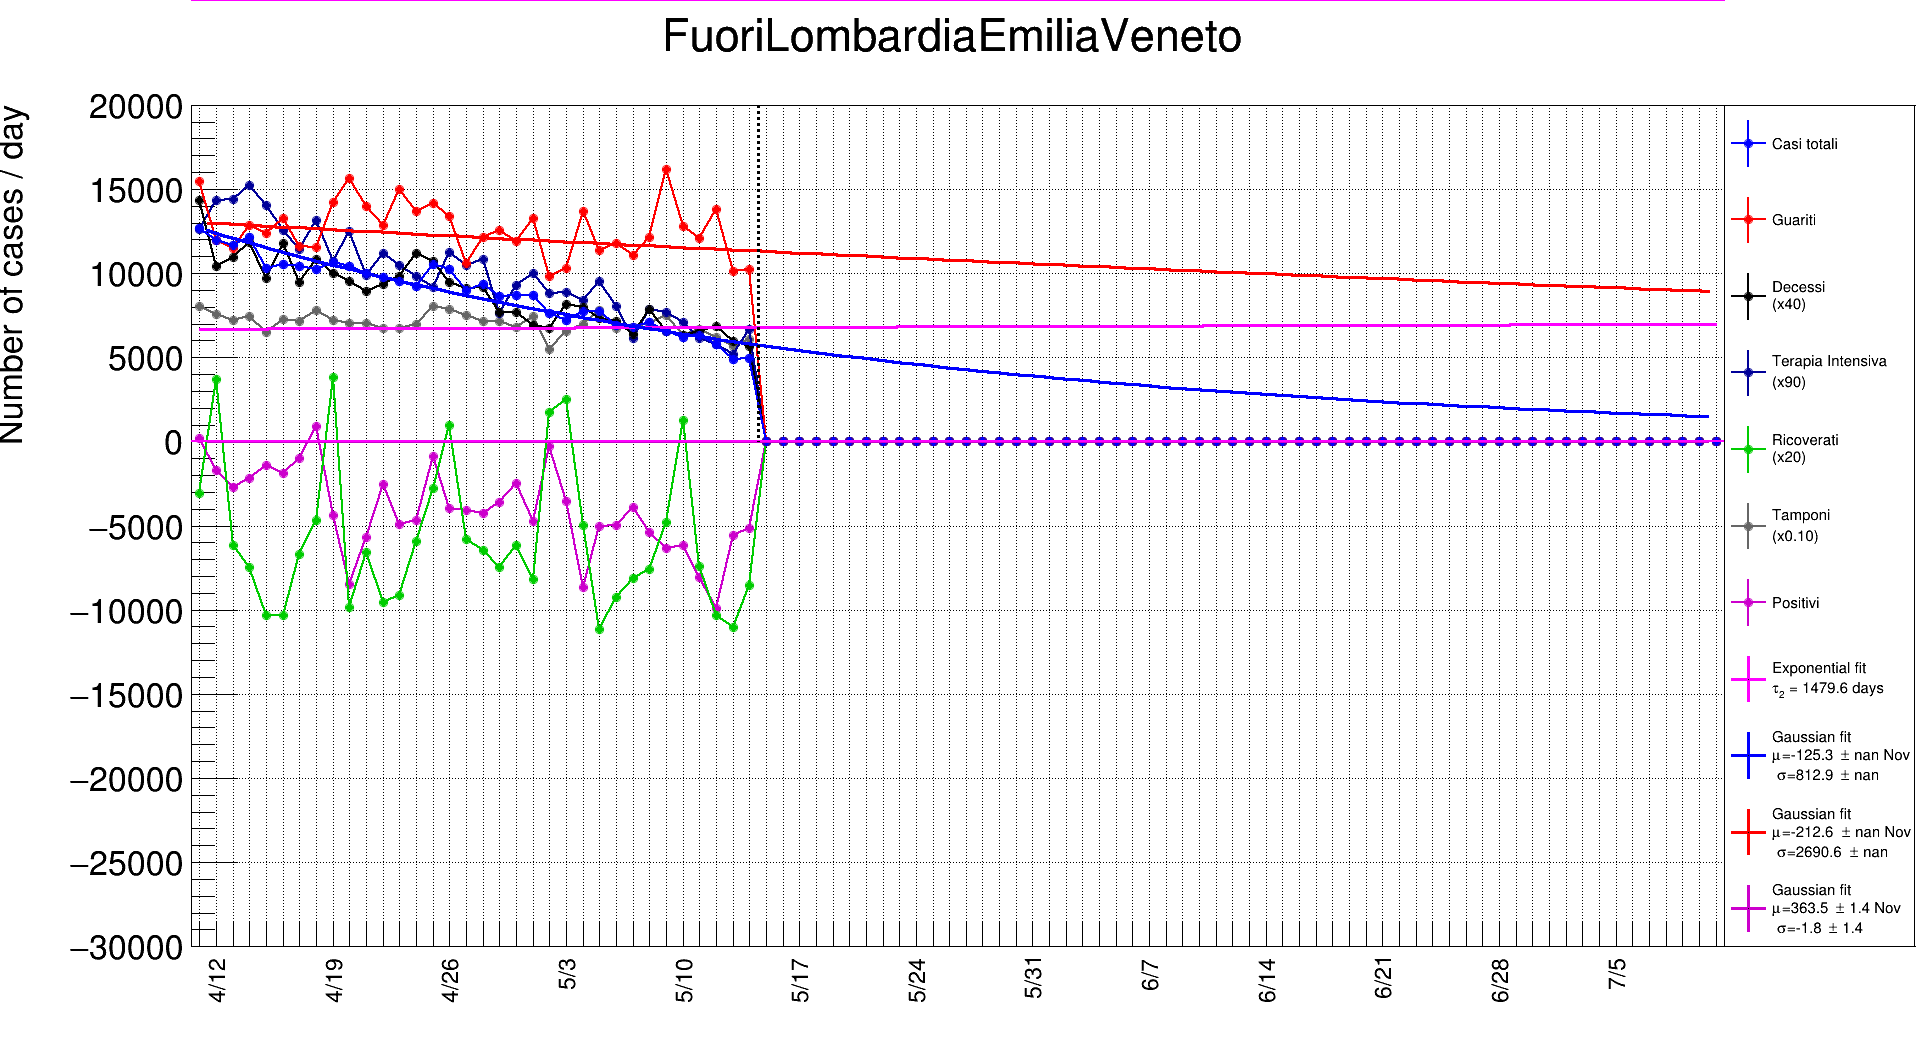 FuoriLombardiaEmiliaVeneto
Number of cases / day
20000
15000
10000
5000
0
−5000
−10000
−15000
−20000
−25000
−30000
4/12
4/19
4/26
5/3
5/10
5/17
5/24
5/31
6/7
6/14
6/21
6/28
7/5
Casi totali
Guariti
Decessi
(x40)
Terapia Intensiva
(x90)
Ricoverati
(x20)
Tamponi
(x0.10)
Positivi
Exponential fit
τ2 = 1479.6 days
Gaussian fit
μ=-125.3 ± nan Nov
σ=812.9 ± nan
Gaussian fit
μ=-212.6 ± nan Nov
σ=2690.6 ± nan
Gaussian fit
μ=363.5 ± 1.4 Nov
σ=-1.8 ± 1.4